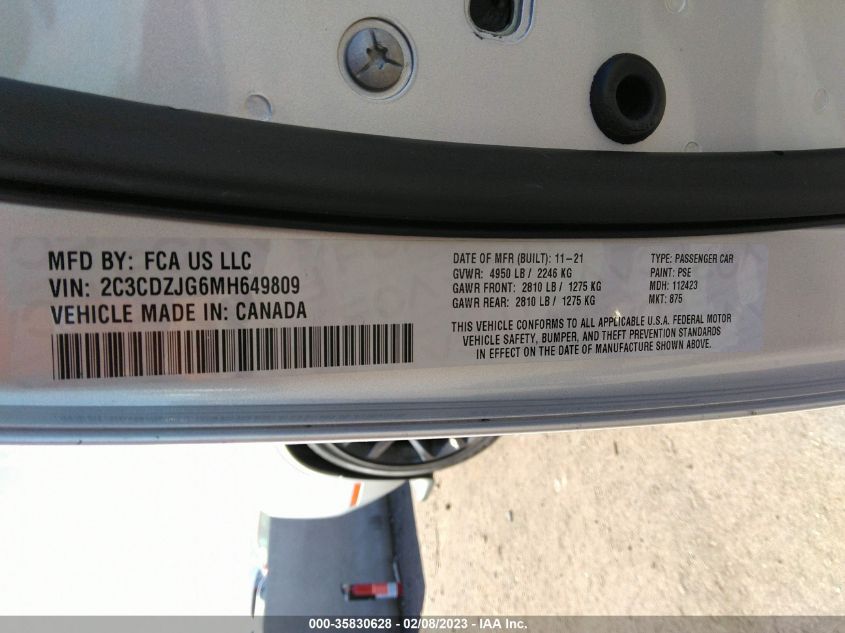 MFD BY: FCA US LLC
VIN: 2C3CDZJG6MH649809
VEHICLE MADE IN: CANADA
DATE OF MFR (BUILT): 11-21
GVWR: 4950 LB / 2246 KG
GAWR FRONT: 2810 LB / 1275 KG
GAWR REAR: 2810 LB / 1275 KG
TYPE: PASSENGER CAR
PAINT: PSE
MDH: 112423
MKT: 875
THIS VEHICLE CONFORMS TO ALL APPLICABLE U.S.A. FEDERAL MOTOR
VEHICLE SAFETY, BUMPER, AND THEFT PREVENTION STANDARDS
IN EFFECT ON THE DATE OF MANUFACTURE SHOWN ABOVE.
000-35830628 - 02/08/2023 - IAA Inc.